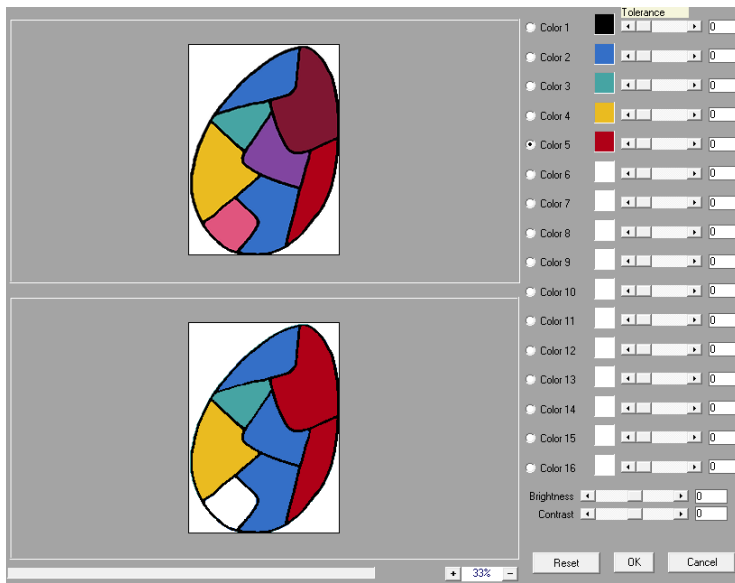 Tolerance
Color 1 0
Color 2 0
Color 3 0
Color 4 0
Color 5 0
Color 6 0
Color 7 0
Color 8 0
Color 9 0
Color 10 0
Color 11 0
Color 12 0
Color 13 0
Color 14 0
Color 15 0
Color 16 0
Brightness 0
Contrast 0
+ 33% −
Reset OK Cancel